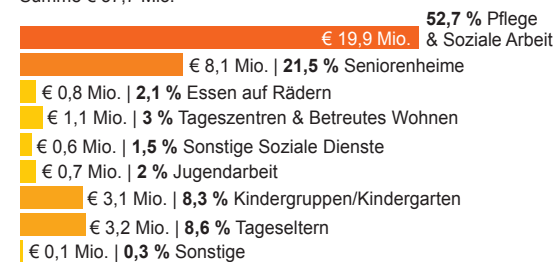 52,7 % Pflege
€ 19,9 Mio. & Soziale Arbeit
€ 8,1 Mio. | 21,5 % Seniorenheime
€ 0,8 Mio. | 2,1 % Essen auf Rädern
€ 1,1 Mio. | 3 % Tageszentren & Betreutes Wohnen
€ 0,6 Mio. | 1,5 % Sonstige Soziale Dienste
€ 0,7 Mio. | 2 % Jugendarbeit
€ 3,1 Mio. | 8,3 % Kindergruppen/Kindergarten
€ 3,2 Mio. | 8,6 % Tageseltern
€ 0,1 Mio. | 0,3 % Sonstige